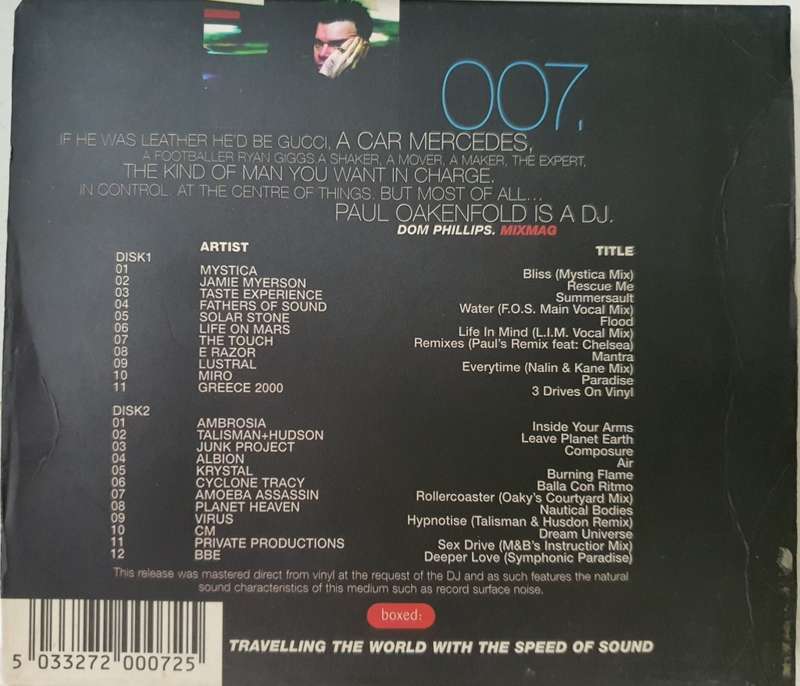 007.
IF HE WAS LEATHER HE'D BE GUCCI, A CAR MERCEDES,
A FOOTBALLER RYAN GIGGS A SHAKER, A MOVER, A MAKER, THE EXPERT,
THE KIND OF MAN YOU WANT IN CHARGE.
IN CONTROL. AT THE CENTRE OF THINGS. BUT MOST OF ALL...
PAUL OAKENFOLD IS A DJ.
DOM PHILLIPS. MIXMAG
ARTIST TITLE
DISK1
01 MYSTICA Bliss (Mystica Mix)
02 JAMIE MYERSON Rescue Me
03 TASTE EXPERIENCE Summersault
04 FATHERS OF SOUND Water (F.O.S. Main Vocal Mix)
05 SOLAR STONE Flood
06 LIFE ON MARS Life In Mind (L.I.M. Vocal Mix)
07 THE TOUCH Remixes (Paul's Remix feat: Chelsea)
08 E RAZOR Mantra
09 LUSTRAL Everytime (Nalin & Kane Mix)
10 MIRO Paradise
11 GREECE 2000 3 Drives On Vinyl
DISK2
01 AMBROSIA Inside Your Arms
02 TALISMAN+HUDSON Leave Planet Earth
03 JUNK PROJECT Composure
04 ALBION Air
05 KRYSTAL Burning Flame
06 CYCLONE TRACY Balla Con Ritmo
07 AMOEBA ASSASSIN Rollercoaster (Oaky's Courtyard Mix)
08 PLANET HEAVEN Nautical Bodies
09 VIRUS Hypnotise (Talisman & Husdon Remix)
10 CM Dream Universe
11 PRIVATE PRODUCTIONS Sex Drive (M&B's Instructior Mix)
12 BBE Deeper Love (Symphonic Paradise)
This release was mastered direct from vinyl at the request of the DJ and as such features the natural
sound characteristics of this medium such as record surface noise.
boxed:
TRAVELLING THE WORLD WITH THE SPEED OF SOUND
5 033272 000725